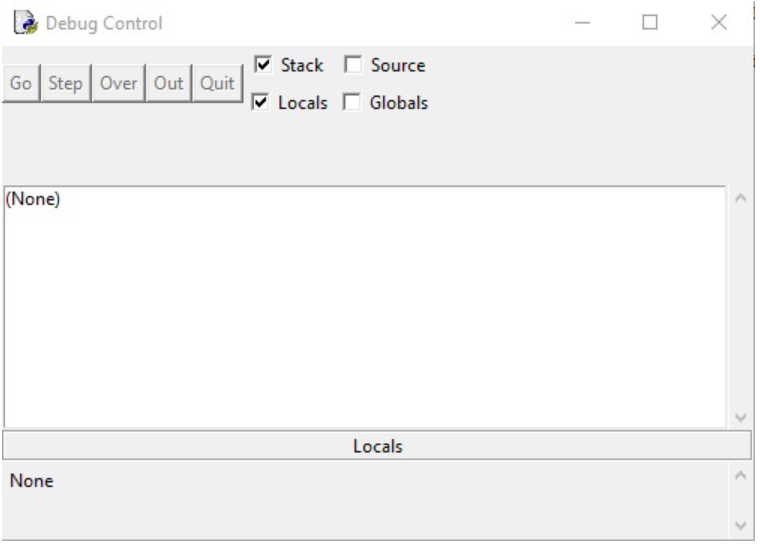 Debug Control
Stack Source
Go Step Over Out Quit
Locals Globals
(None)
Locals
None